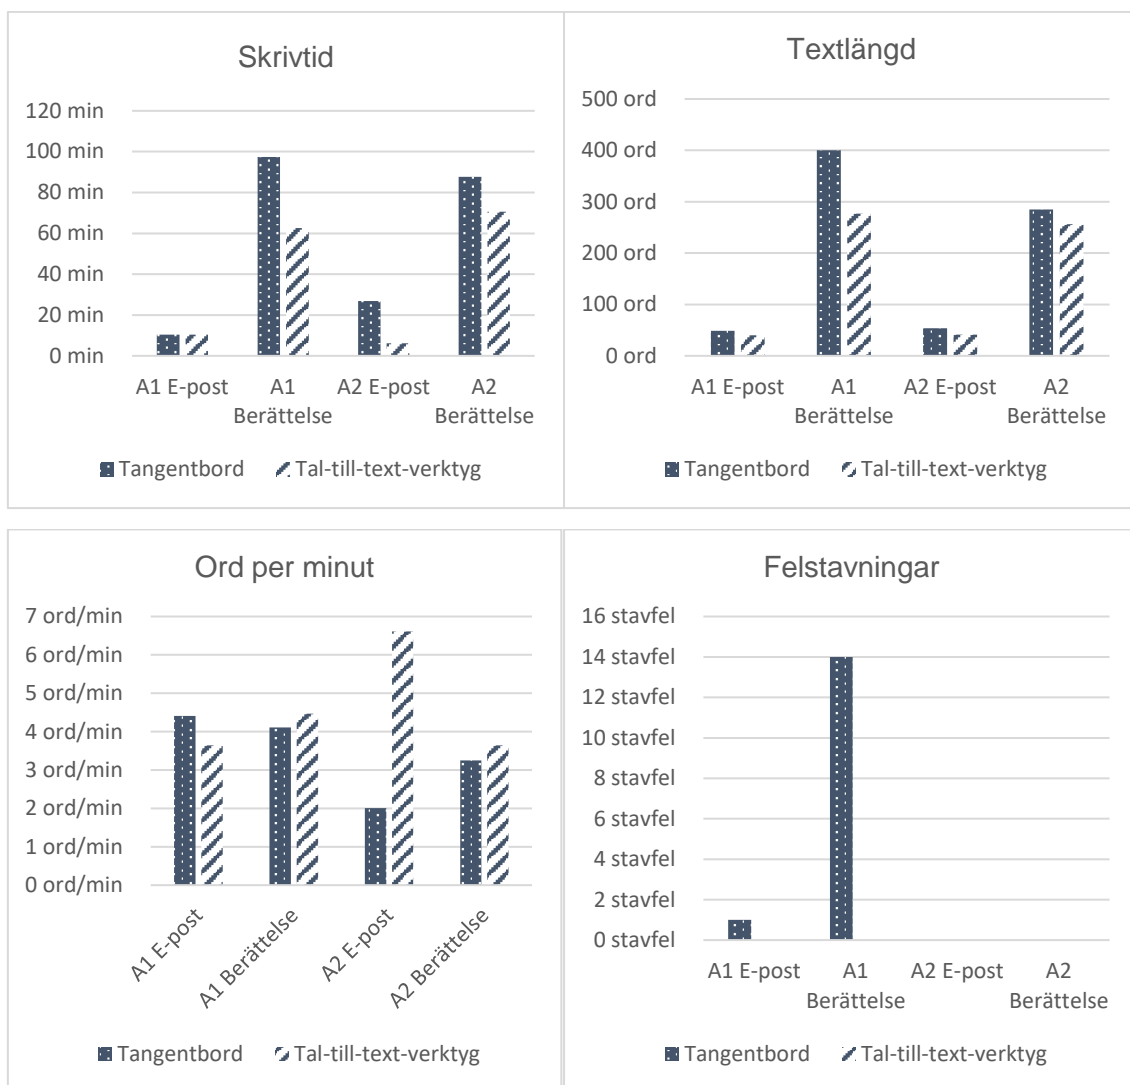 Skrivtid
120 min
100 min
80 min
60 min
40 min
20 min
0 min
A1 E-post
A1
Berättelse
A2 E-post
A2
Berättelse
Tangentbord
Tal-till-text-verktyg
Textlängd
500 ord
400 ord
300 ord
200 ord
100 ord
0 ord
A1 E-post
A1
Berättelse
A2 E-post
A2
Berättelse
Tangentbord
Tal-till-text-verktyg
Ord per minut
7 ord/min
6 ord/min
5 ord/min
4 ord/min
3 ord/min
2 ord/min
1 ord/min
0 ord/min
A1 E-post
A1 Berättelse
A2 E-post
A2 Berättelse
Tangentbord
Tal-till-text-verktyg
Felstavningar
16 stavfel
14 stavfel
12 stavfel
10 stavfel
8 stavfel
6 stavfel
4 stavfel
2 stavfel
0 stavfel
A1 E-post
A1
Berättelse
A2 E-post
A2
Berättelse
Tangentbord
Tal-till-text-verktyg